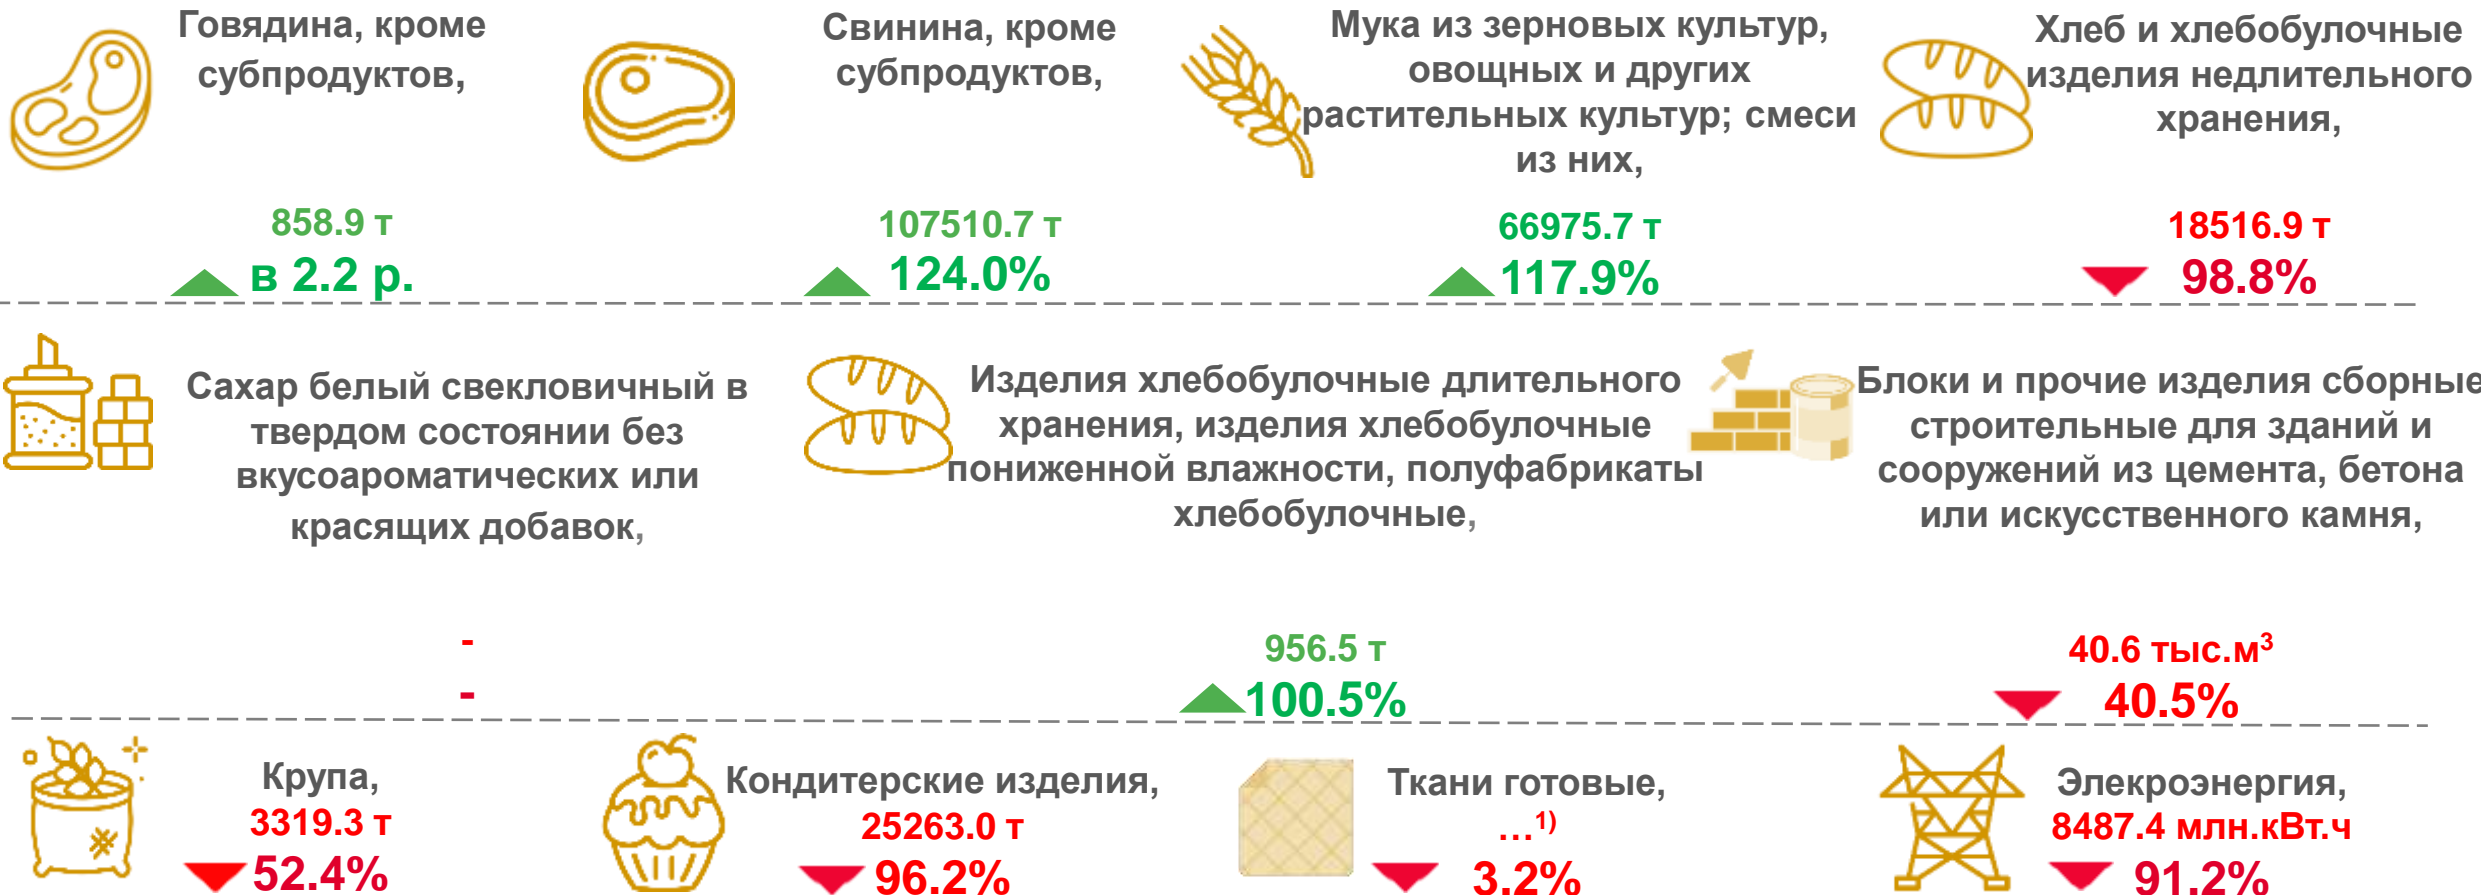 Говядина, кроме
субпродуктов,
858.9 т
в 2.2 р.
Свинина, кроме
субпродуктов,
107510.7 т
124.0%
Мука из зерновых культур,
овощных и других
растительных культур; смеси
из них,
66975.7 т
117.9%
Хлеб и хлебобулочные
изделия недлительного
хранения,
18516.9 т
98.8%
Сахар белый свекловичный в
твердом состоянии без
вкусоароматических или
красящих добавок,
-
-
Изделия хлебобулочные длительного
хранения, изделия хлебобулочные
пониженной влажности, полуфабрикаты
хлебобулочные,
956.5 т
100.5%
Блоки и прочие изделия сборные
строительные для зданий и
сооружений из цемента, бетона
или искусственного камня,
40.6 тыс.м³
40.5%
Крупа,
3319.3 т
52.4%
Кондитерские изделия,
25263.0 т
96.2%
Ткани готовые,
…¹⁾
3.2%
Элекроэнергия,
8487.4 млн.кВт.ч
91.2%